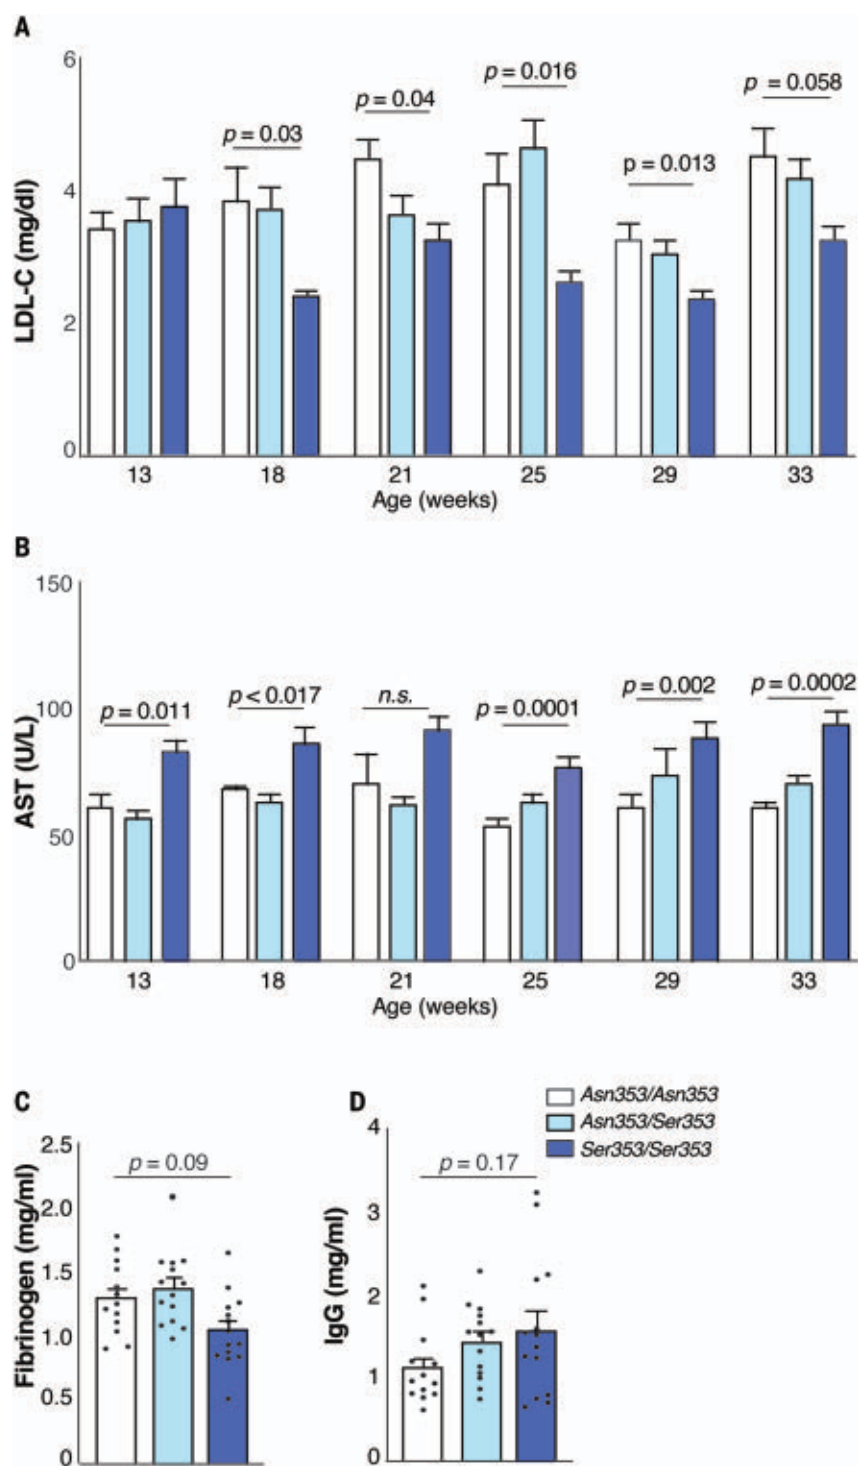 A
LDL-C (mg/dl)
6
4
2
0
p = 0.03
p = 0.04
p = 0.016
p = 0.013
p = 0.058
13 18 21 25 29 33
Age (weeks)
B
AST (U/L)
150
100
50
0
p = 0.011
p < 0.017
n.s.
p = 0.0001
p = 0.002
p = 0.0002
13 18 21 25 29 33
Age (weeks)
C
Fibrinogen (mg/ml)
2.5
2.0
1.5
1.0
0.5
0
p = 0.09
D
IgG (mg/ml)
4
3
2
1
0
p = 0.17
Asn353/Asn353
Asn353/Ser353
Ser353/Ser353